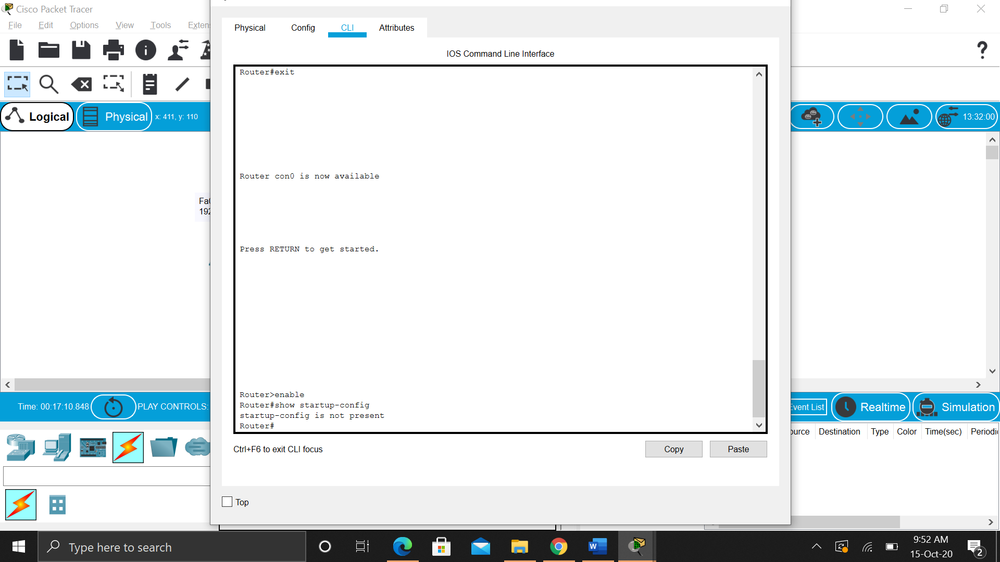 Cisco Packet Tracer
File Edit Options View Tools Exten
Physical Config CLI Attributes
IOS Command Line Interface
Router#exit
Logical Physical x: 411, y: 110
13:32:00
Router con0 is now available
Fa0
192
Press RETURN to get started.
Router>enable
Router#show startup-config
startup-config is not present
Router#
Time: 00:17:10.848 PLAY CONTROLS:
Event List Realtime Simulation
ource Destination Type Color Time(sec) Periodi
Ctrl+F6 to exit CLI focus
Copy Paste
Top
Type here to search
W
9:52 AM
15-Oct-20
2